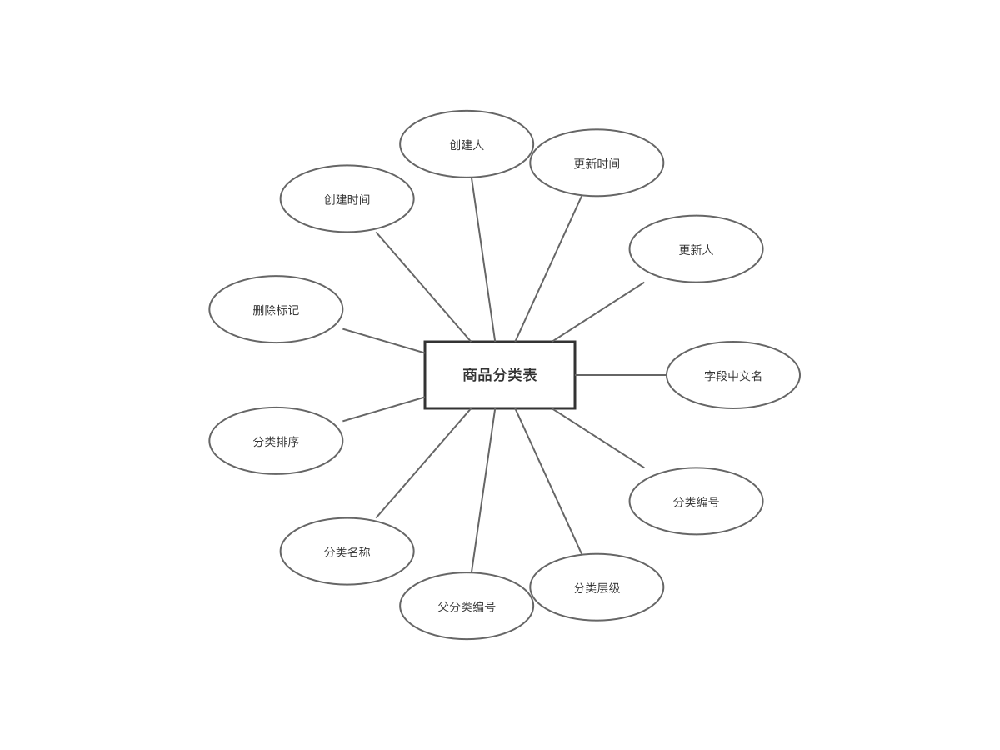 创建人
更新时间
创建时间
更新人
删除标记
商品分类表
字段中文名
分类排序
分类编号
分类名称
分类层级
父分类编号